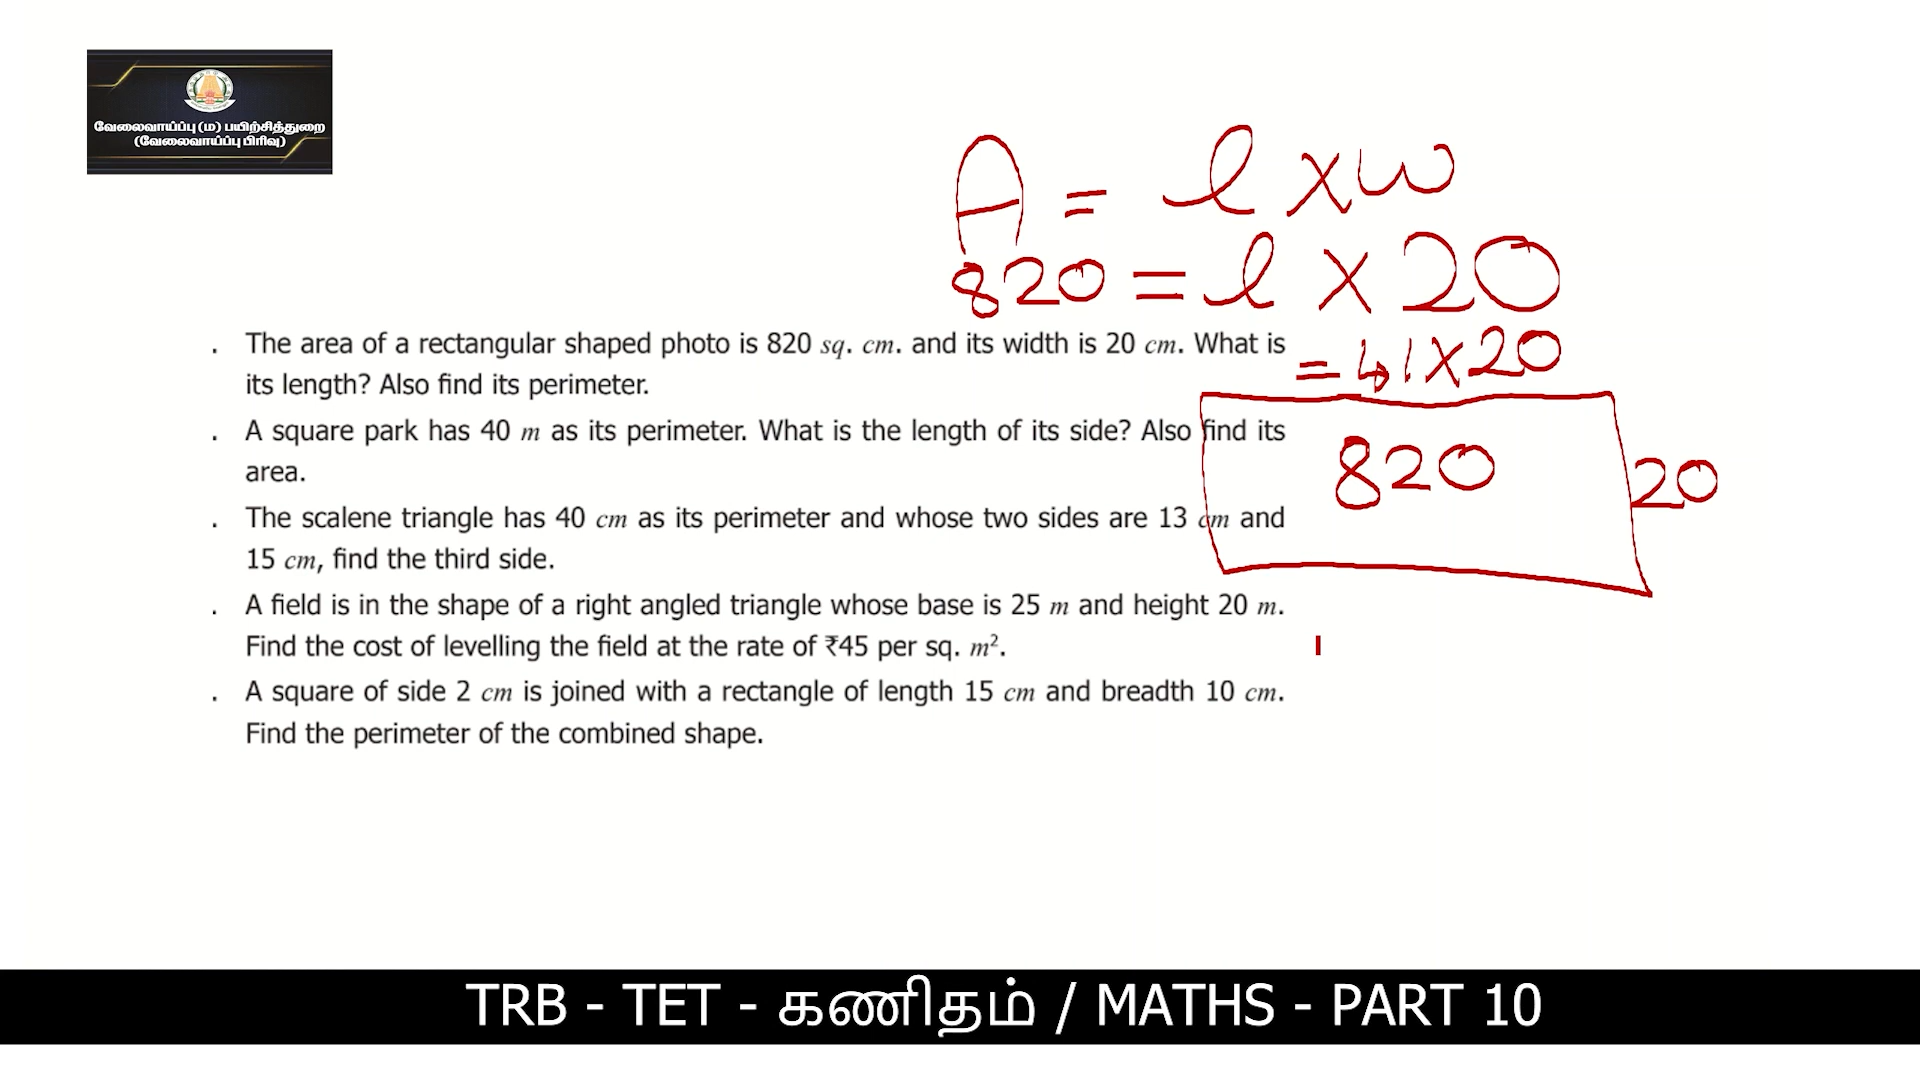 வேலைவாய்ப்பு (ம) பயிற்சித்துறை
(வேலைவாய்ப்பு பிரிவு)
A = l x w
820 = l x 20
= 41 x 20
820
20
. The area of a rectangular shaped photo is 820 sq. cm. and its width is 20 cm. What is
its length? Also find its perimeter.
. A square park has 40 m as its perimeter. What is the length of its side? Also find its
area.
. The scalene triangle has 40 cm as its perimeter and whose two sides are 13 cm and
15 cm, find the third side.
. A field is in the shape of a right angled triangle whose base is 25 m and height 20 m.
Find the cost of levelling the field at the rate of ₹45 per sq. m².
. A square of side 2 cm is joined with a rectangle of length 15 cm and breadth 10 cm.
Find the perimeter of the combined shape.
TRB - TET - கணிதம் / MATHS - PART 10